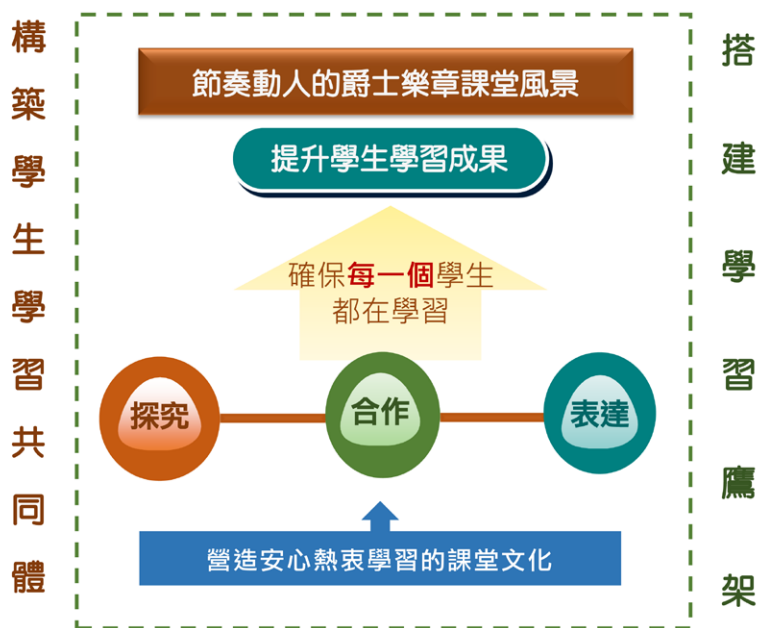 構築學生學習共同體
節奏動人的爵士樂章課堂風景
提升學生學習成果
確保每一個學生
都在學習
探究
合作
表達
營造安心熱衷學習的課堂文化
搭建學習鷹架